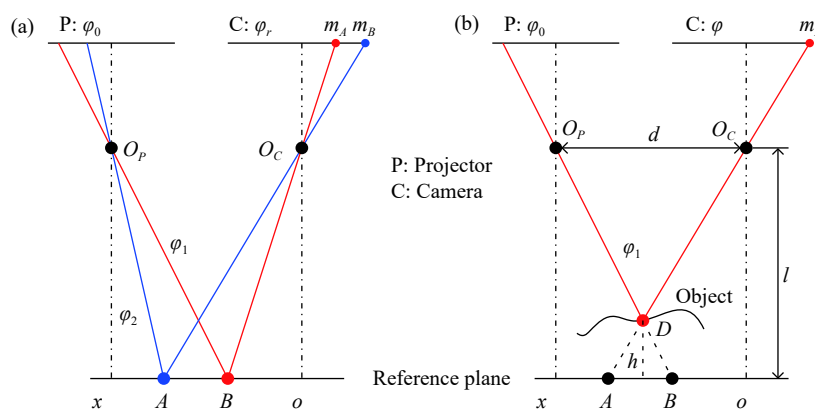 (a)
P: φ0
C: φr
mA mB
OP
OC
φ1
φ2
x
A
B
o
P: Projector
C: Camera
Reference plane
(b)
P: φ0
C: φ
m
OP
d
OC
φ1
l
Object
D
h
x
A
B
o